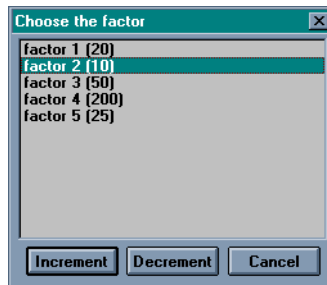 Choose the factor
factor 1 (20)
factor 2 (10)
factor 3 (50)
factor 4 (200)
factor 5 (25)
Increment Decrement Cancel